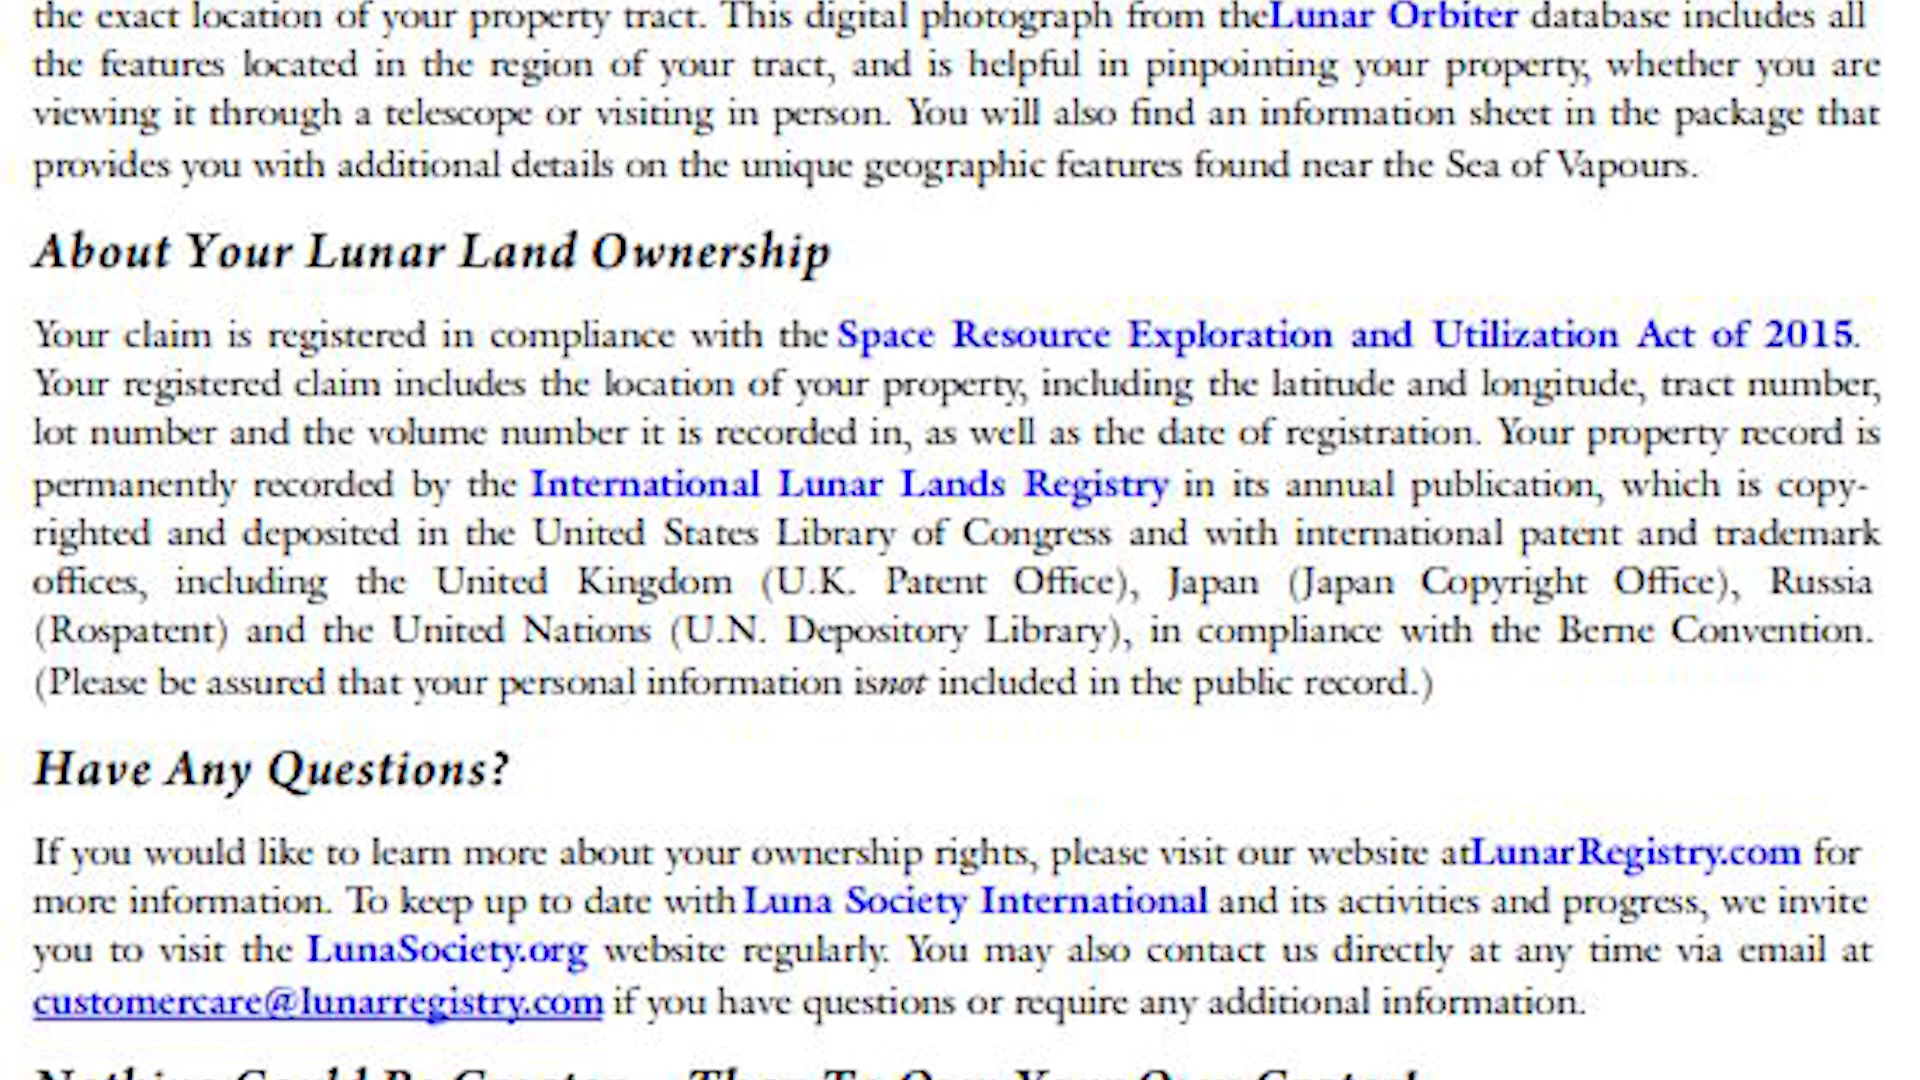 the exact location of your property tract. This digital photograph from theLunar Orbiter database includes all
the features located in the region of your tract, and is helpful in pinpointing your property, whether you are
viewing it through a telescope or visiting in person. You will also find an information sheet in the package that
provides you with additional details on the unique geographic features found near the Sea of Vapours.
About Your Lunar Land Ownership
Your claim is registered in compliance with the Space Resource Exploration and Utilization Act of 2015.
Your registered claim includes the location of your property, including the latitude and longitude, tract number,
lot number and the volume number it is recorded in, as well as the date of registration. Your property record is
permanently recorded by the International Lunar Lands Registry in its annual publication, which is copy-
righted and deposited in the United States Library of Congress and with international patent and trademark
offices, including the United Kingdom (U.K. Patent Office), Japan (Japan Copyright Office), Russia
(Rospatent) and the United Nations (U.N. Depository Library), in compliance with the Berne Convention.
(Please be assured that your personal information isnot included in the public record.)
Have Any Questions?
If you would like to learn more about your ownership rights, please visit our website atLunarRegistry.com for
more information. To keep up to date with Luna Society International and its activities and progress, we invite
you to visit the LunaSociety.org website regularly. You may also contact us directly at any time via email at
customercare@lunarregistry.com if you have questions or require any additional information.
Nothing Could Be Greater... Than To Own Your Own Crater!